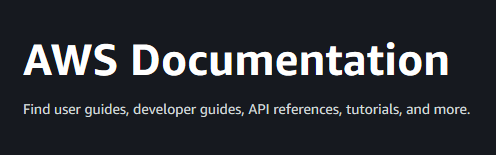 AWS Documentation
Find user guides, developer guides, API references, tutorials, and more.